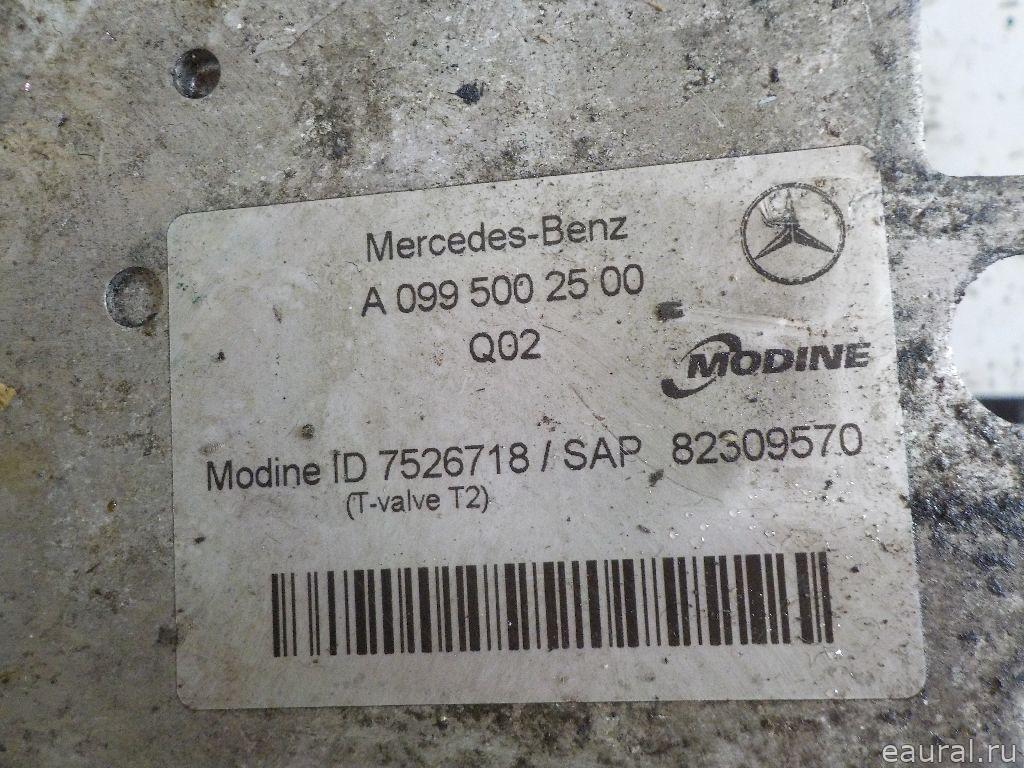 Mercedes-Benz
A 099 500 25 00
Q02
MODINE
Modine ID 7526718 / SAP 82309570
(T-valve T2)
eaural.ru